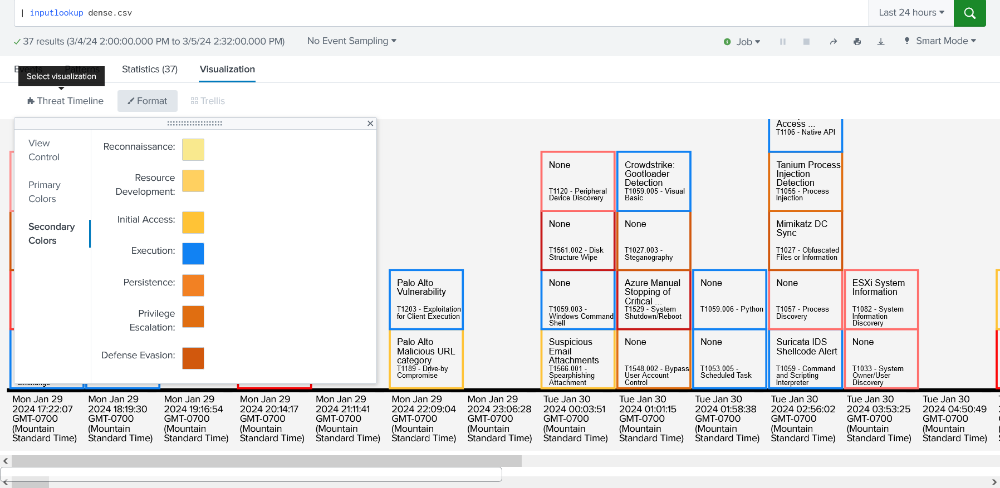 | inputlookup dense.csv
Last 24 hours
37 results (3/4/24 2:00:00.000 PM to 3/5/24 2:32:00.000 PM)
No Event Sampling
Job
Smart Mode
Events
Patterns
Statistics (37)
Visualization
Select visualization
Threat Timeline
Format
Trellis
View
Control
Primary
Colors
Secondary
Colors
Reconnaissance:
Resource
Development:
Initial Access:
Execution:
Persistence:
Privilege
Escalation:
Defense Evasion:
Exchange
Palo Alto
Vulnerability
T1203 - Exploitation
for Client Execution
Palo Alto
Malicious URL
category
T1189 - Drive-by
Compromise
None
T1120 - Peripheral
Device Discovery
None
T1561.002 - Disk
Structure Wipe
None
T1059.003 -
Windows Command
Shell
Suspicious
Email
Attachments
T1566.001 -
Spearphishing
Attachment
Crowdstrike:
Gootloader
Detection
T1059.005 - Visual
Basic
None
T1027.003 -
Steganography
Azure Manual
Stopping of
Critical ...
T1529 - System
Shutdown/Reboot
None
T1548.002 - Bypass
User Account
Control
None
T1059.006 - Python
None
T1053.005 -
Scheduled Task
Access ...
T1106 - Native API
Tanium Process
Injection
Detection
T1055 - Process
Injection
Mimikatz DC
Sync
T1027 - Obfuscated
Files or Information
None
T1057 - Process
Discovery
Suricata IDS
Shellcode Alert
T1059 - Command
and Scripting
Interpreter
ESXi System
Information
T1082 - System
Information
Discovery
None
T1033 - System
Owner/User
Discovery
Mon Jan 29
2024 17:22:07
GMT-0700
(Mountain
Standard Time)
Mon Jan 29
2024 18:19:30
GMT-0700
(Mountain
Standard Time)
Mon Jan 29
2024 19:16:54
GMT-0700
(Mountain
Standard Time)
Mon Jan 29
2024 20:14:17
GMT-0700
(Mountain
Standard Time)
Mon Jan 29
2024 21:11:41
GMT-0700
(Mountain
Standard Time)
Mon Jan 29
2024 22:09:04
GMT-0700
(Mountain
Standard Time)
Mon Jan 29
2024 23:06:28
GMT-0700
(Mountain
Standard Time)
Tue Jan 30
2024 00:03:51
GMT-0700
(Mountain
Standard Time)
Tue Jan 30
2024 01:01:15
GMT-0700
(Mountain
Standard Time)
Tue Jan 30
2024 01:58:38
GMT-0700
(Mountain
Standard Time)
Tue Jan 30
2024 02:56:02
GMT-0700
(Mountain
Standard Time)
Tue Jan 30
2024 03:53:25
GMT-0700
(Mountain
Standard Time)
Tue Jan 30
2024 04:50:49
GMT-0700
(Mountain
Standard Time)